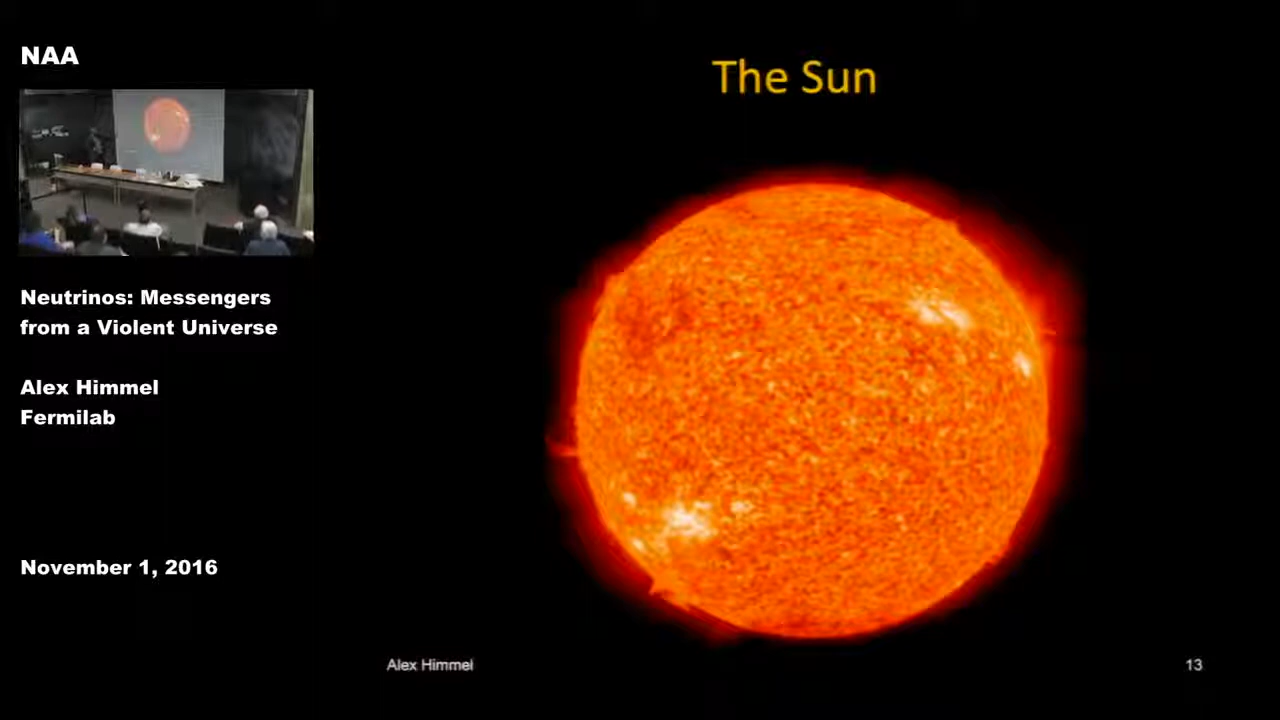 NAA
The Sun
Neutrinos: Messengers
from a Violent Universe
Alex Himmel
Fermilab
November 1, 2016
Alex Himmel
13